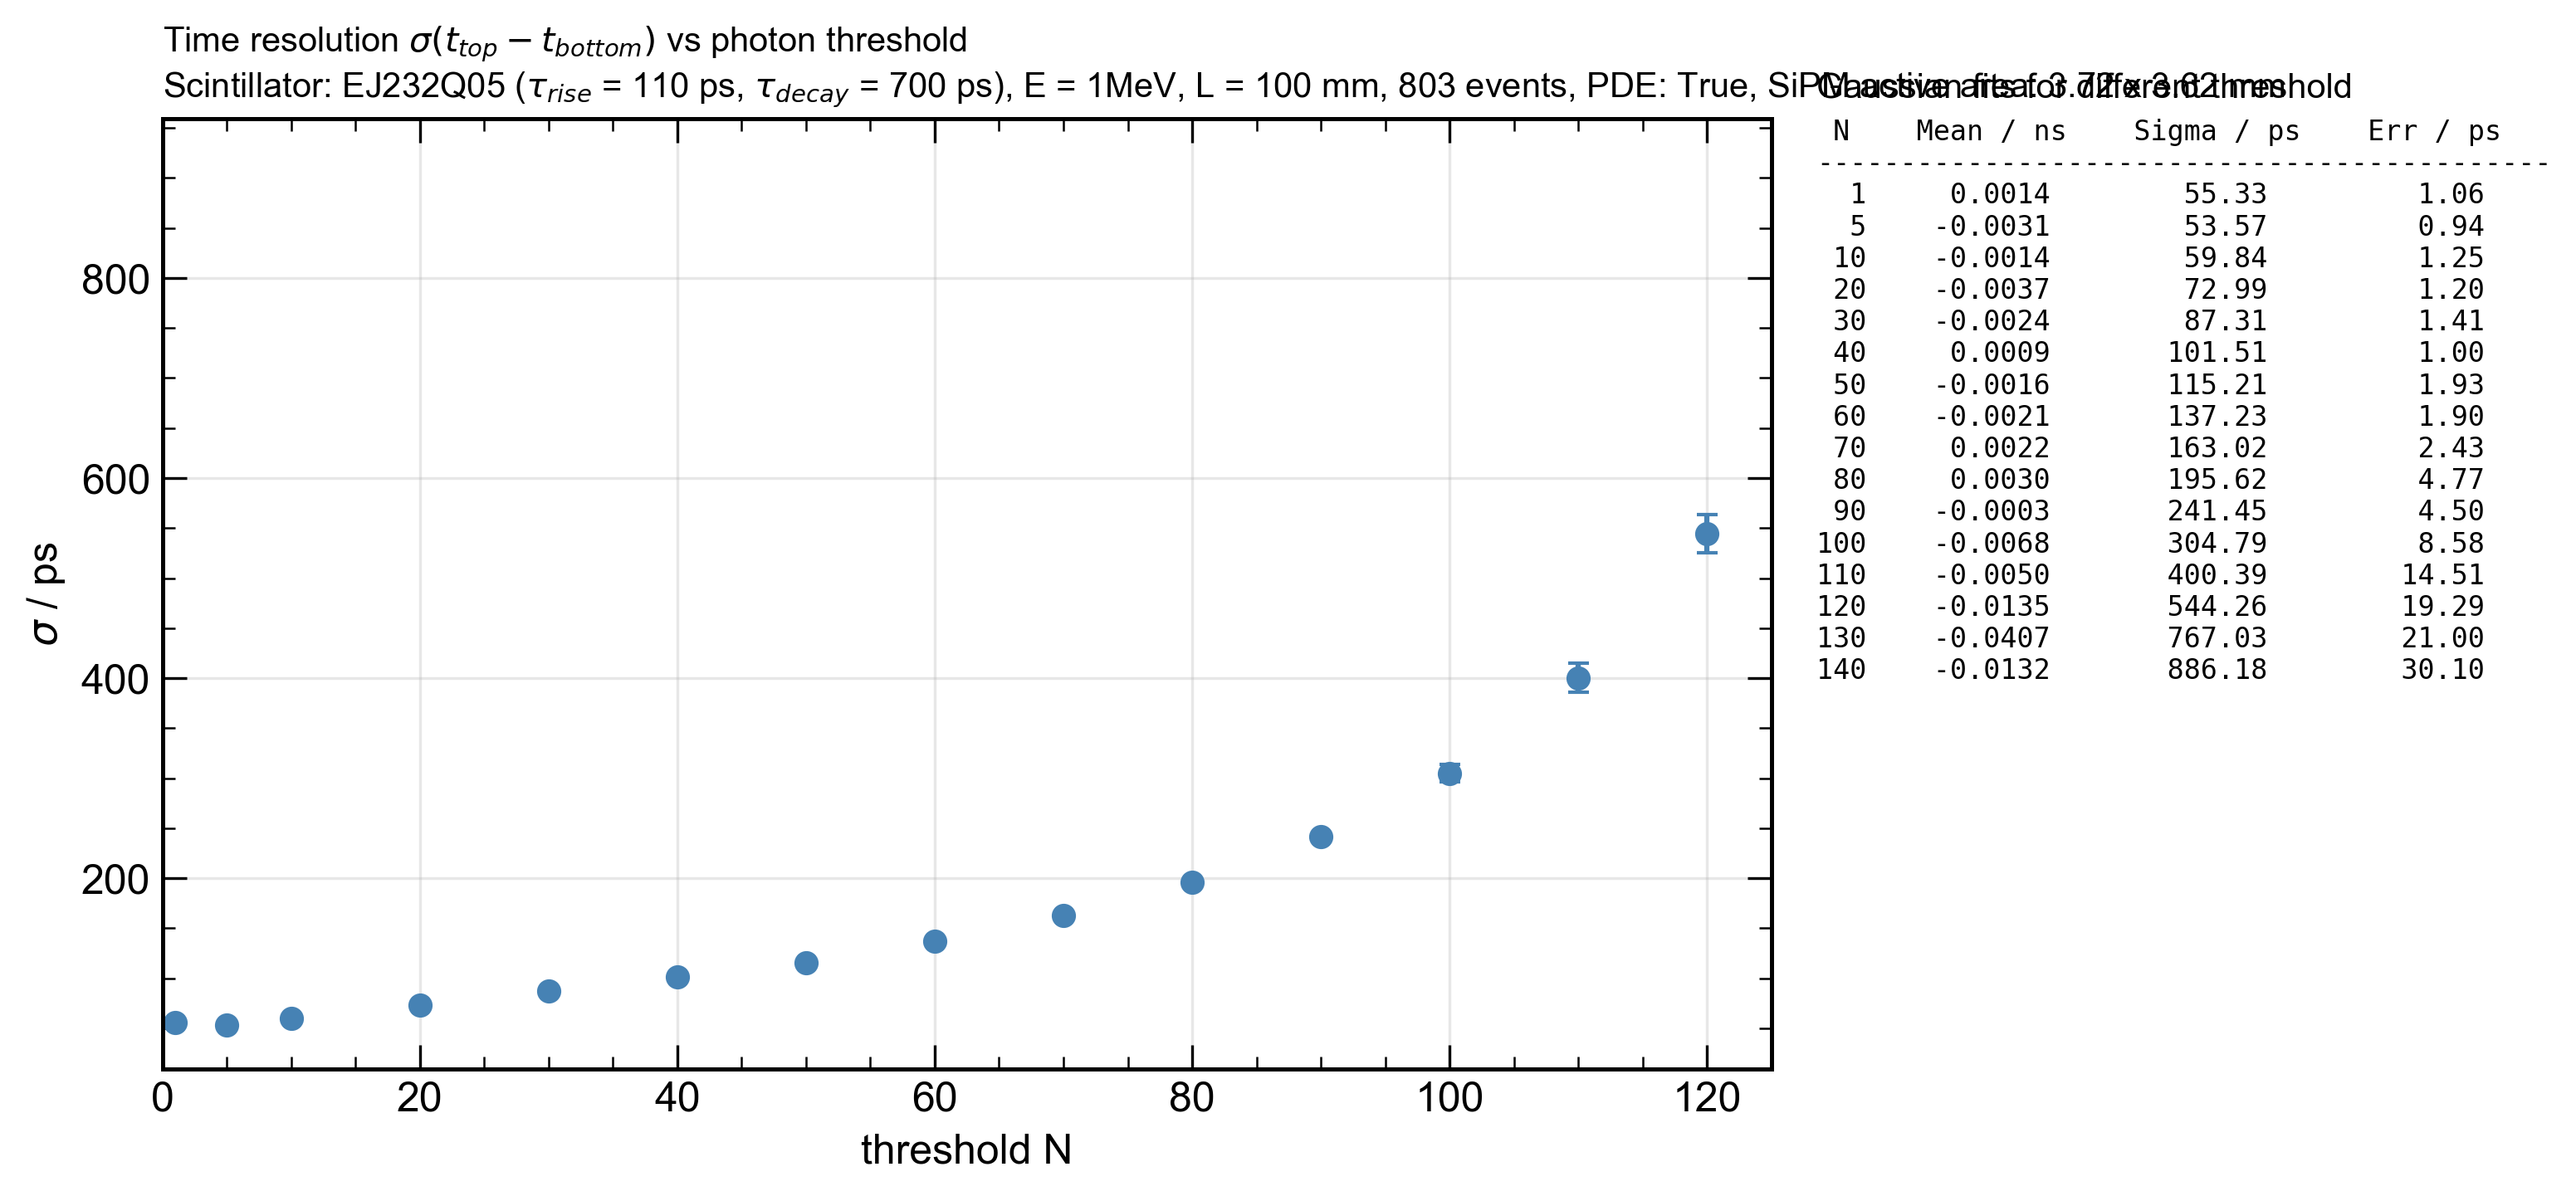 Time resolution σ(t_top − t_bottom) vs photon threshold
Scintillator: EJ232Q05 (τ_rise = 110 ps, τ_decay = 700 ps), E = 1MeV, L = 100 mm, 803 events, PDE: True, SiPM active area: 3.72 x 3.62 mm
Gaussian fits for different threshold
N Mean / ns Sigma / ps Err / ps
--------------------------------------------
1 0.0014 55.33 1.06
5 -0.0031 53.57 0.94
10 -0.0014 59.84 1.25
20 -0.0037 72.99 1.20
30 -0.0024 87.31 1.41
40 0.0009 101.51 1.00
50 -0.0016 115.21 1.93
60 -0.0021 137.23 1.90
70 0.0022 163.02 2.43
80 0.0030 195.62 4.77
90 -0.0003 241.45 4.50
100 -0.0068 304.79 8.58
110 -0.0050 400.39 14.51
120 -0.0135 544.26 19.29
130 -0.0407 767.03 21.00
140 -0.0132 886.18 30.10
800
600
400
200
σ / ps
0 20 40 60 80 100 120
threshold N